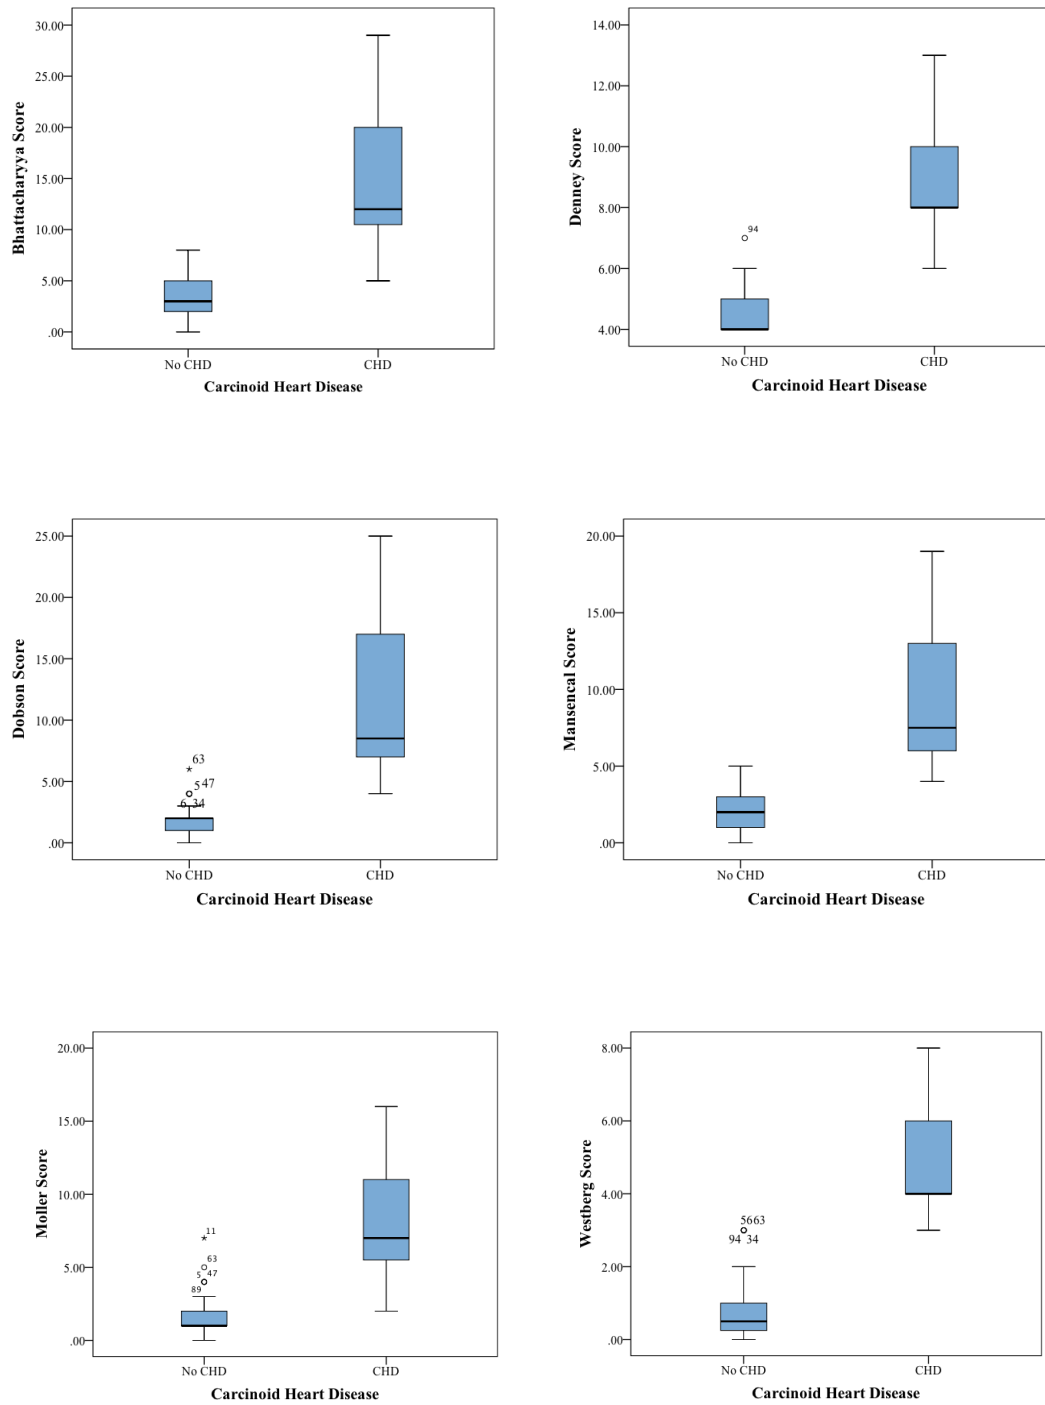 30.00
25.00
20.00
15.00
10.00
5.00
.00
Bhattacharyya Score
No CHD CHD
Carcinoid Heart Disease
14.00
12.00
10.00
8.00
6.00
4.00
Denney Score
94
No CHD CHD
Carcinoid Heart Disease
25.00
20.00
15.00
10.00
5.00
.00
Dobson Score
63
5 47
6 34
No CHD CHD
Carcinoid Heart Disease
20.00
15.00
10.00
5.00
.00
Mansencal Score
No CHD CHD
Carcinoid Heart Disease
20.00
15.00
10.00
5.00
.00
Moller Score
11
63
5 47
89
No CHD CHD
Carcinoid Heart Disease
8.00
6.00
4.00
2.00
.00
Westberg Score
5663
94 34
No CHD CHD
Carcinoid Heart Disease